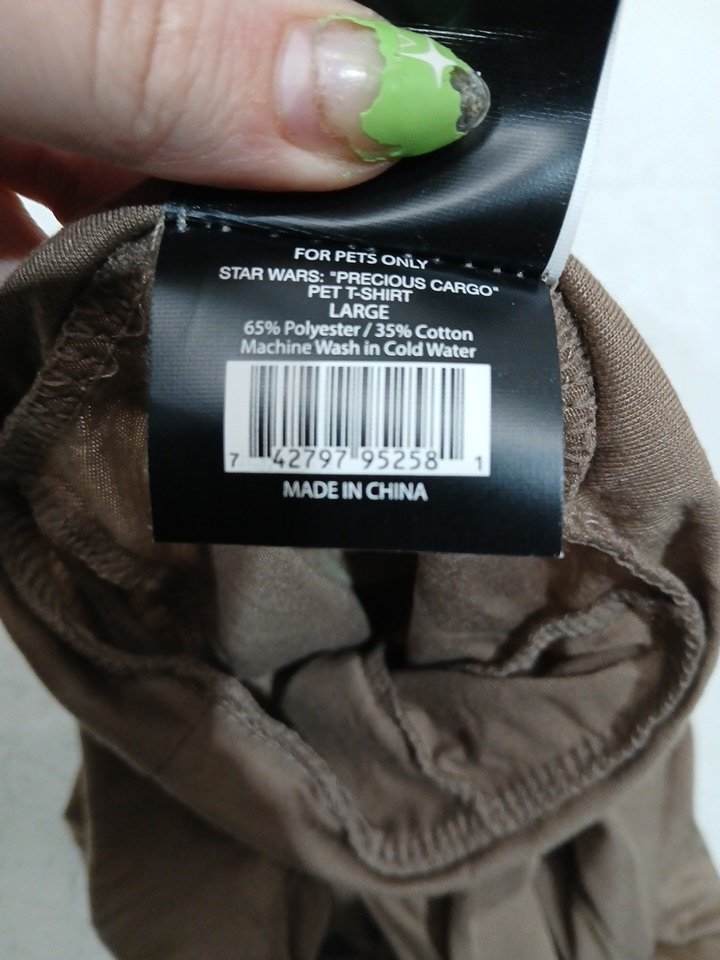 FOR PETS ONLY
STAR WARS: "PRECIOUS CARGO"
PET T-SHIRT
LARGE
65% Polyester / 35% Cotton
Machine Wash in Cold Water
7 42797 95258 1
MADE IN CHINA